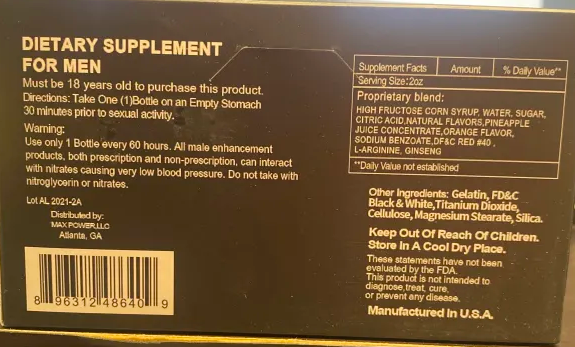 DIETARY SUPPLEMENT
FOR MEN
Must be 18 years old to purchase this product.
Directions: Take One (1)Bottle on an Empty Stomach
30 minutes prior to sexual activity.
Warning:
Use only 1 Bottle every 60 hours. All male enhancement
products, both prescription and non-prescription, can interact
with nitrates causing very low blood pressure. Do not take with
nitroglycerin or nitrates.
Lot AL 2021-2A
Distributed by:
MAX POWER,LLC
Atlanta, GA
8 96312 48640 9
Supplement Facts Amount % Daily Value**
Serving Size: 2oz
Proprietary blend:
HIGH FRUCTOSE CORN SYRUP, WATER, SUGAR,
CITRIC ACID,NATURAL FLAVORS,PINEAPPLE
JUICE CONCENTRATE,ORANGE FLAVOR,
SODIUM BENZOATE,DF&C RED #40 ,
L-ARGININE, GINSENG
**Daily Value not established
Other Ingredients: Gelatin, FD&C
Black & White,Titanium Dioxide,
Cellulose, Magnesium Stearate, Silica.
Keep Out Of Reach Of Children.
Store In A Cool Dry Place.
These statements have not been
evaluated by the FDA.
This product is not intended to
diagnose,treat, cure,
or prevent any disease.
Manufactured In U.S.A.